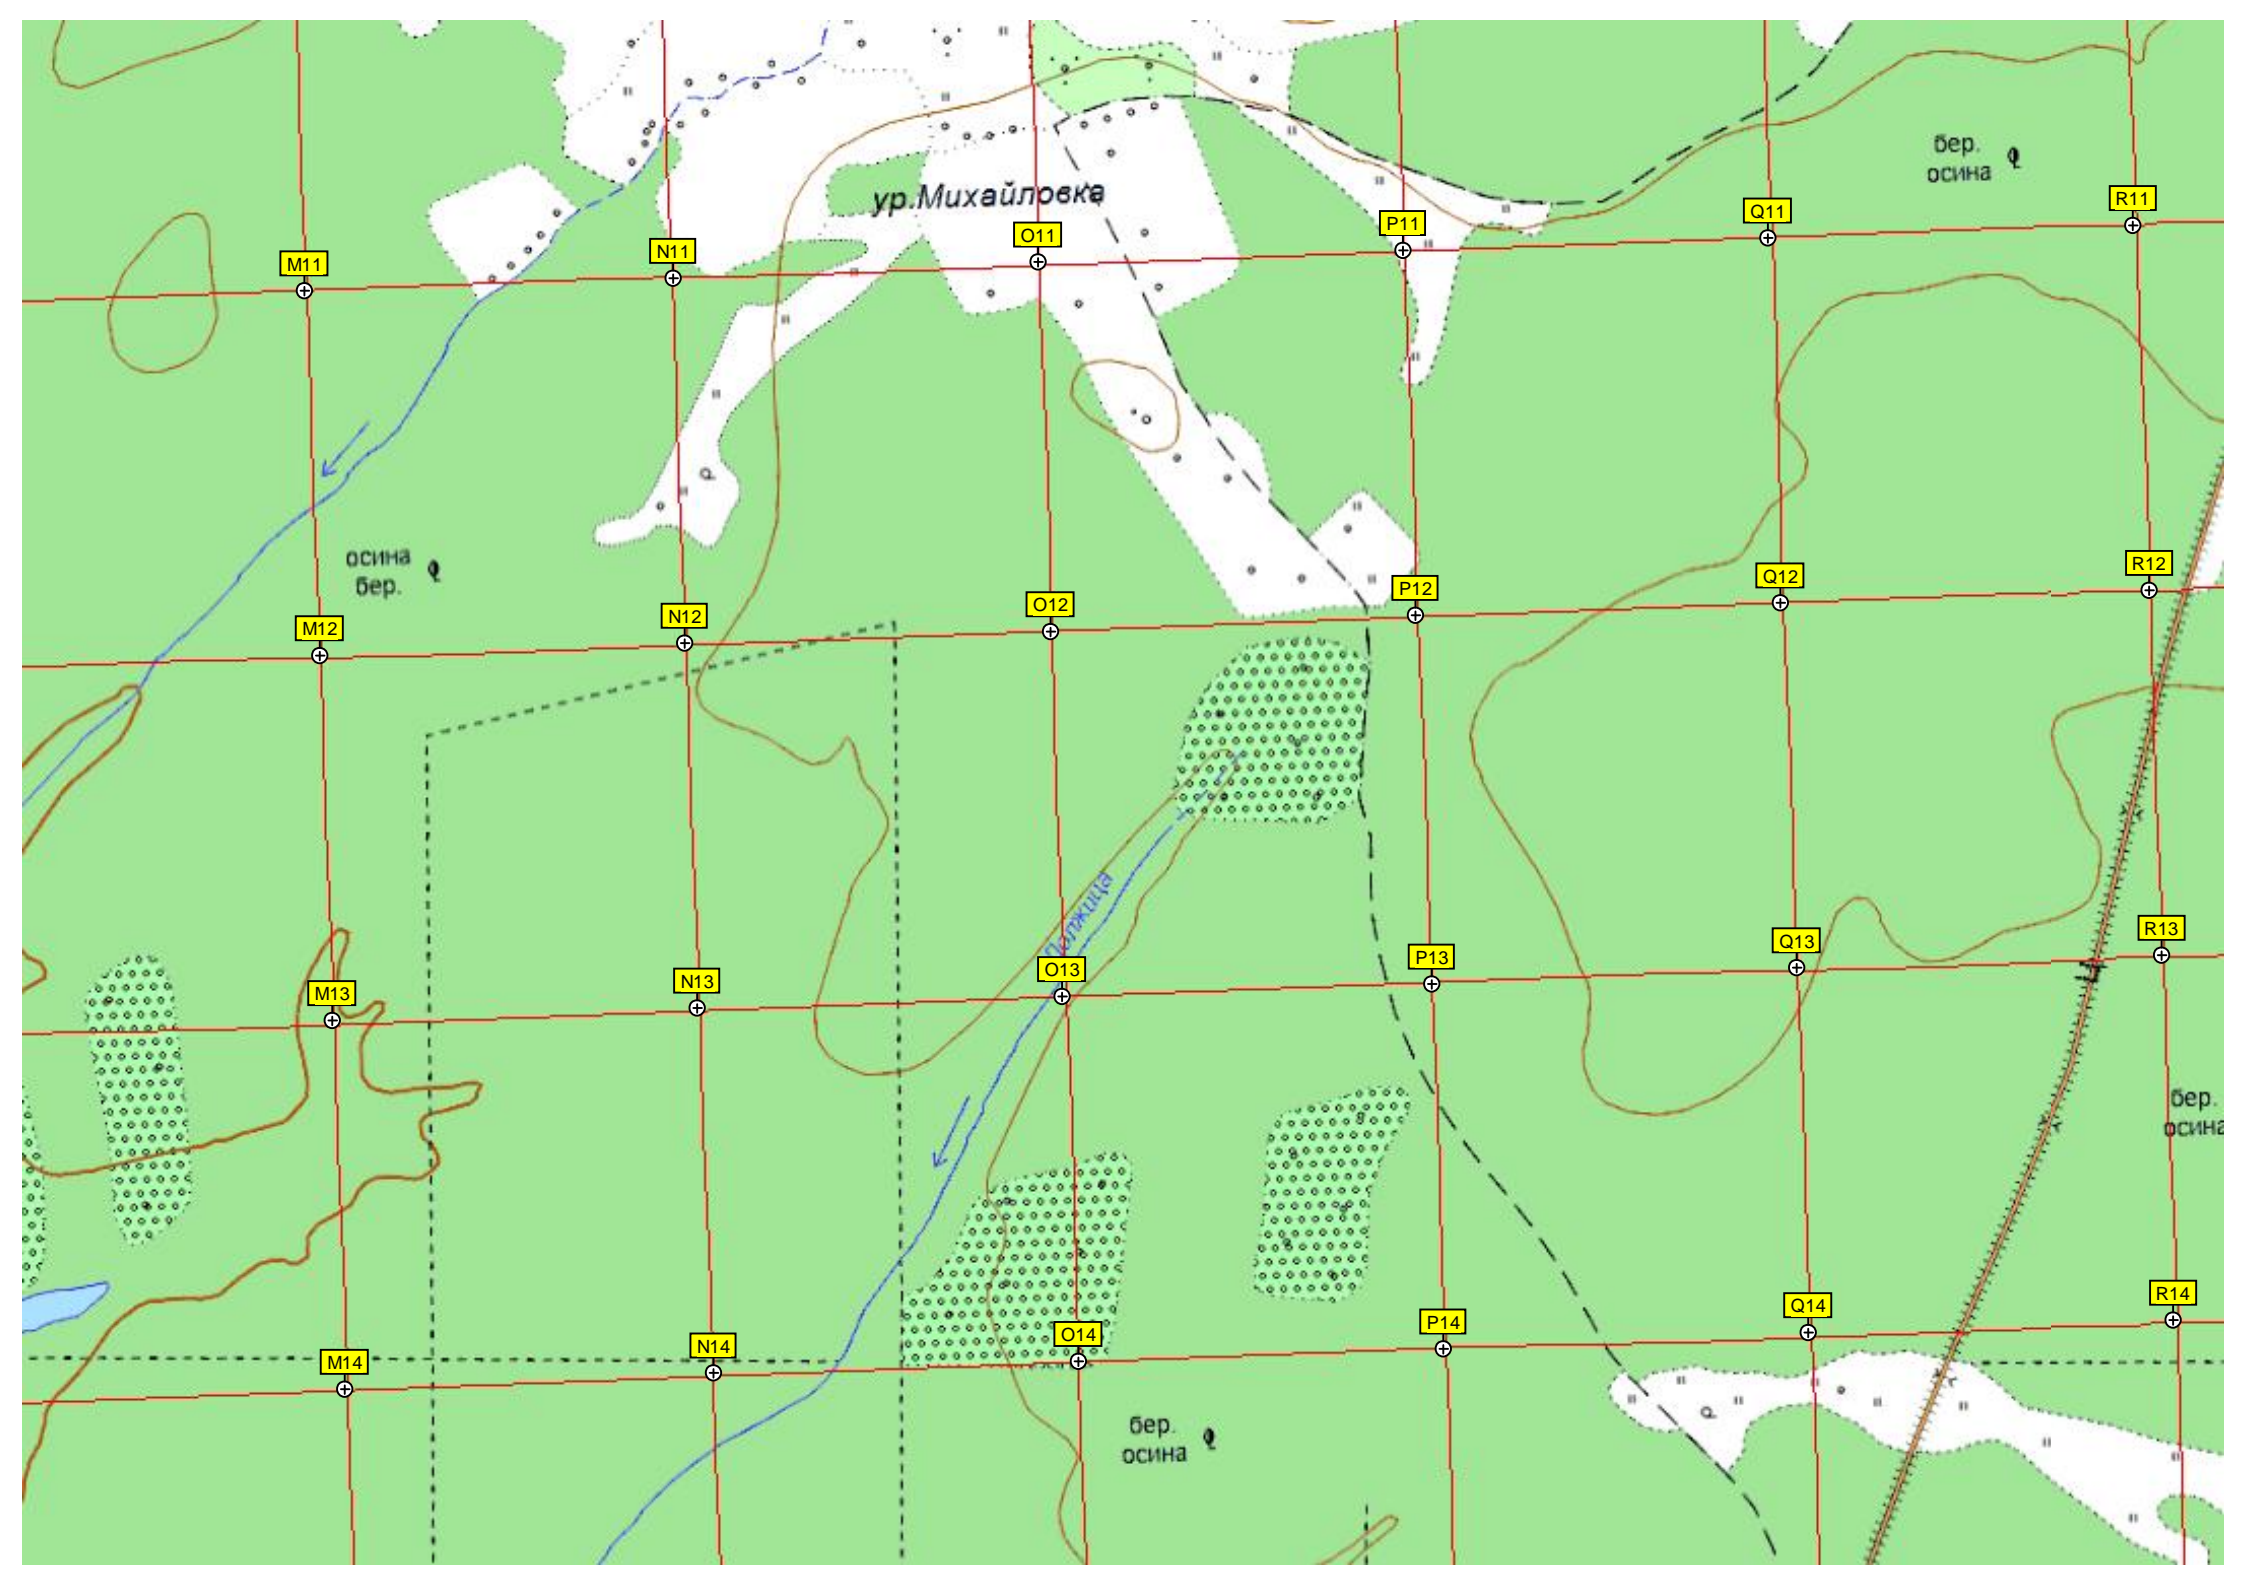 бер.
осина
ур.Михайловка
R11
Q11
P11
O11
N11
M11
осина
бер.
R12
Q12
P12
O12
N12
M12
Должица
R13
Q13
P13
O13
N13
M13
бер.
осина
R14
Q14
P14
O14
N14
M14
бер.
осина